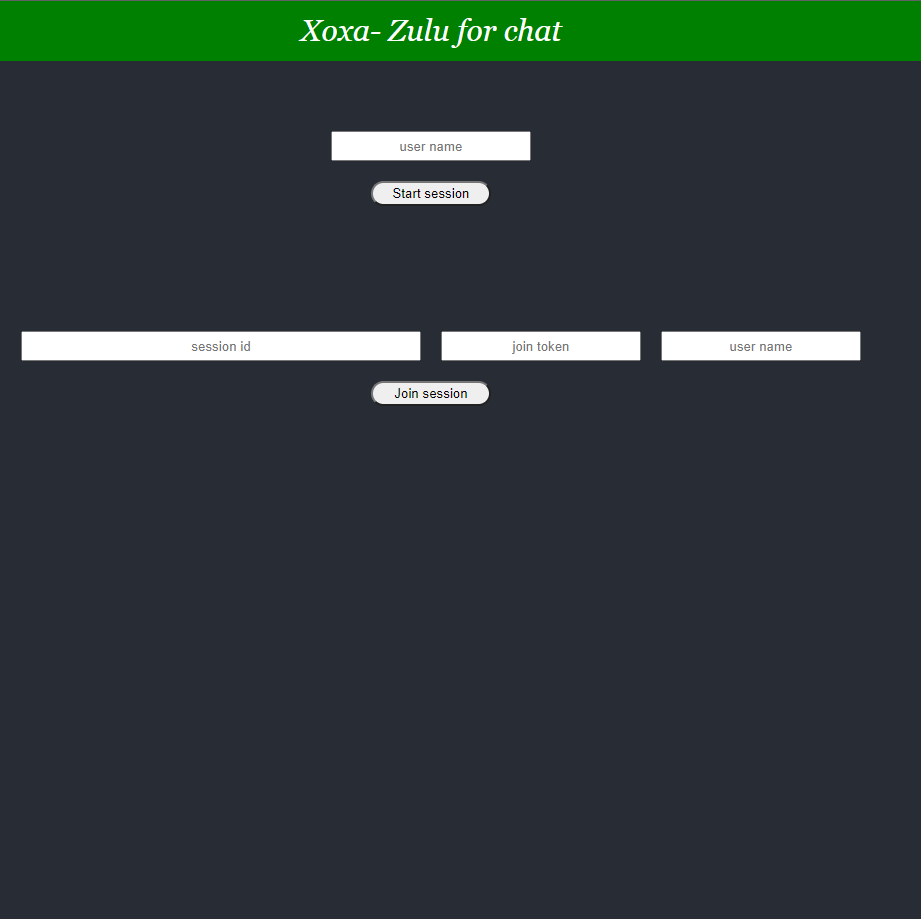 Xoxa- Zulu for chat
user name
Start session
session id join token user name
Join session